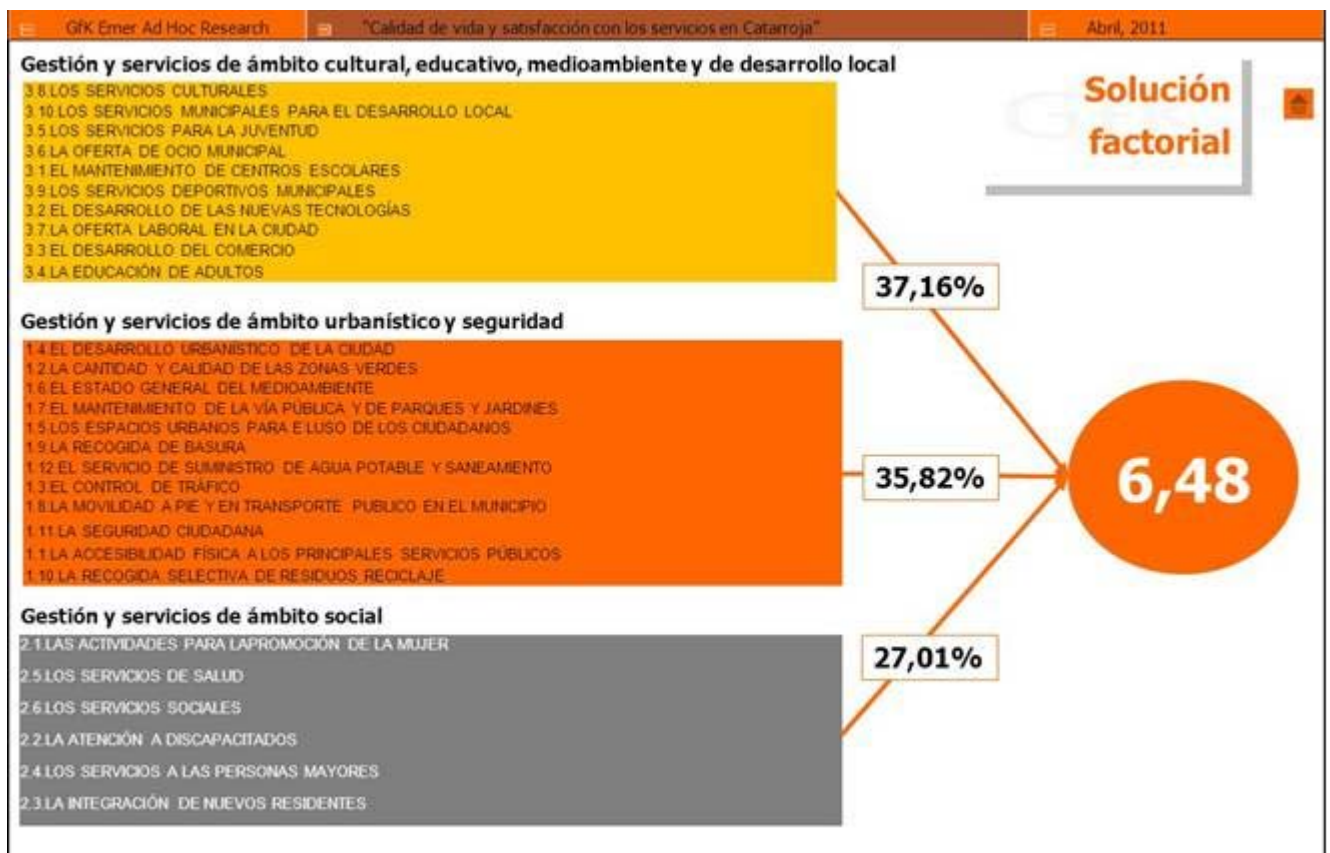 GfK Emer Ad Hoc Research
"Calidad de vida y satisfacción con los servicios en Catarroja"
Abril, 2011
Solución
factorial
Gestión y servicios de ámbito cultural, educativo, medioambiente y de desarrollo local
3.8.LOS SERVICIOS CULTURALES
3.10.LOS SERVICIOS MUNICIPALES PARA EL DESARROLLO LOCAL
3.5.LOS SERVICIOS PARA LA JUVENTUD
3.6.LA OFERTA DE OCIO MUNICIPAL
3.1.EL MANTENIMIENTO DE CENTROS ESCOLARES
3.9.LOS SERVICIOS DEPORTIVOS MUNICIPALES
3.2.EL DESARROLLO DE LAS NUEVAS TECNOLOGÍAS
3.7.LA OFERTA LABORAL EN LA CIUDAD
3.3.EL DESARROLLO DEL COMERCIO
3.4.LA EDUCACIÓN DE ADULTOS
37,16%
Gestión y servicios de ámbito urbanístico y seguridad
1.4.EL DESARROLLO URBANISTICO DE LA CIUDAD
1.2.LA CANTIDAD Y CALIDAD DE LAS ZONAS VERDES
1.6.EL ESTADO GENERAL DEL MEDIOAMBIENTE
1.7.EL MANTENIMIENTO DE LA VÍA PÚBLICA Y DE PARQUES Y JARDINES
1.5.LOS ESPACIOS URBANOS PARA E LUSO DE LOS CIUDADANOS
1.9.LA RECOGIDA DE BASURA
1.12.EL SERVICIO DE SUMINISTRO DE AGUA POTABLE Y SANEAMIENTO
1.3.EL CONTROL DE TRÁFICO
1.8.LA MOVILIDAD A PIE Y EN TRANSPORTE PUBLICO EN EL MUNICIPIO
1.11.LA SEGURIDAD CIUDADANA
1.1.LA ACCESIBILIDAD FÍSICA A LOS PRINCIPALES SERVICIOS PÚBLICOS
1.10.LA RECOGIDA SELECTIVA DE RESIDUOS RECICLAJE
35,82%
6,48
Gestión y servicios de ámbito social
2.1.LAS ACTIVIDADES PARA LAPROMOCIÓN DE LA MUJER
2.5.LOS SERVICIOS DE SALUD
2.6.LOS SERVICIOS SOCIALES
2.2.LA ATENCIÓN A DISCAPACITADOS
2.4.LOS SERVICIOS A LAS PERSONAS MAYORES
2.3.LA INTEGRACIÓN DE NUEVOS RESIDENTES
27,01%